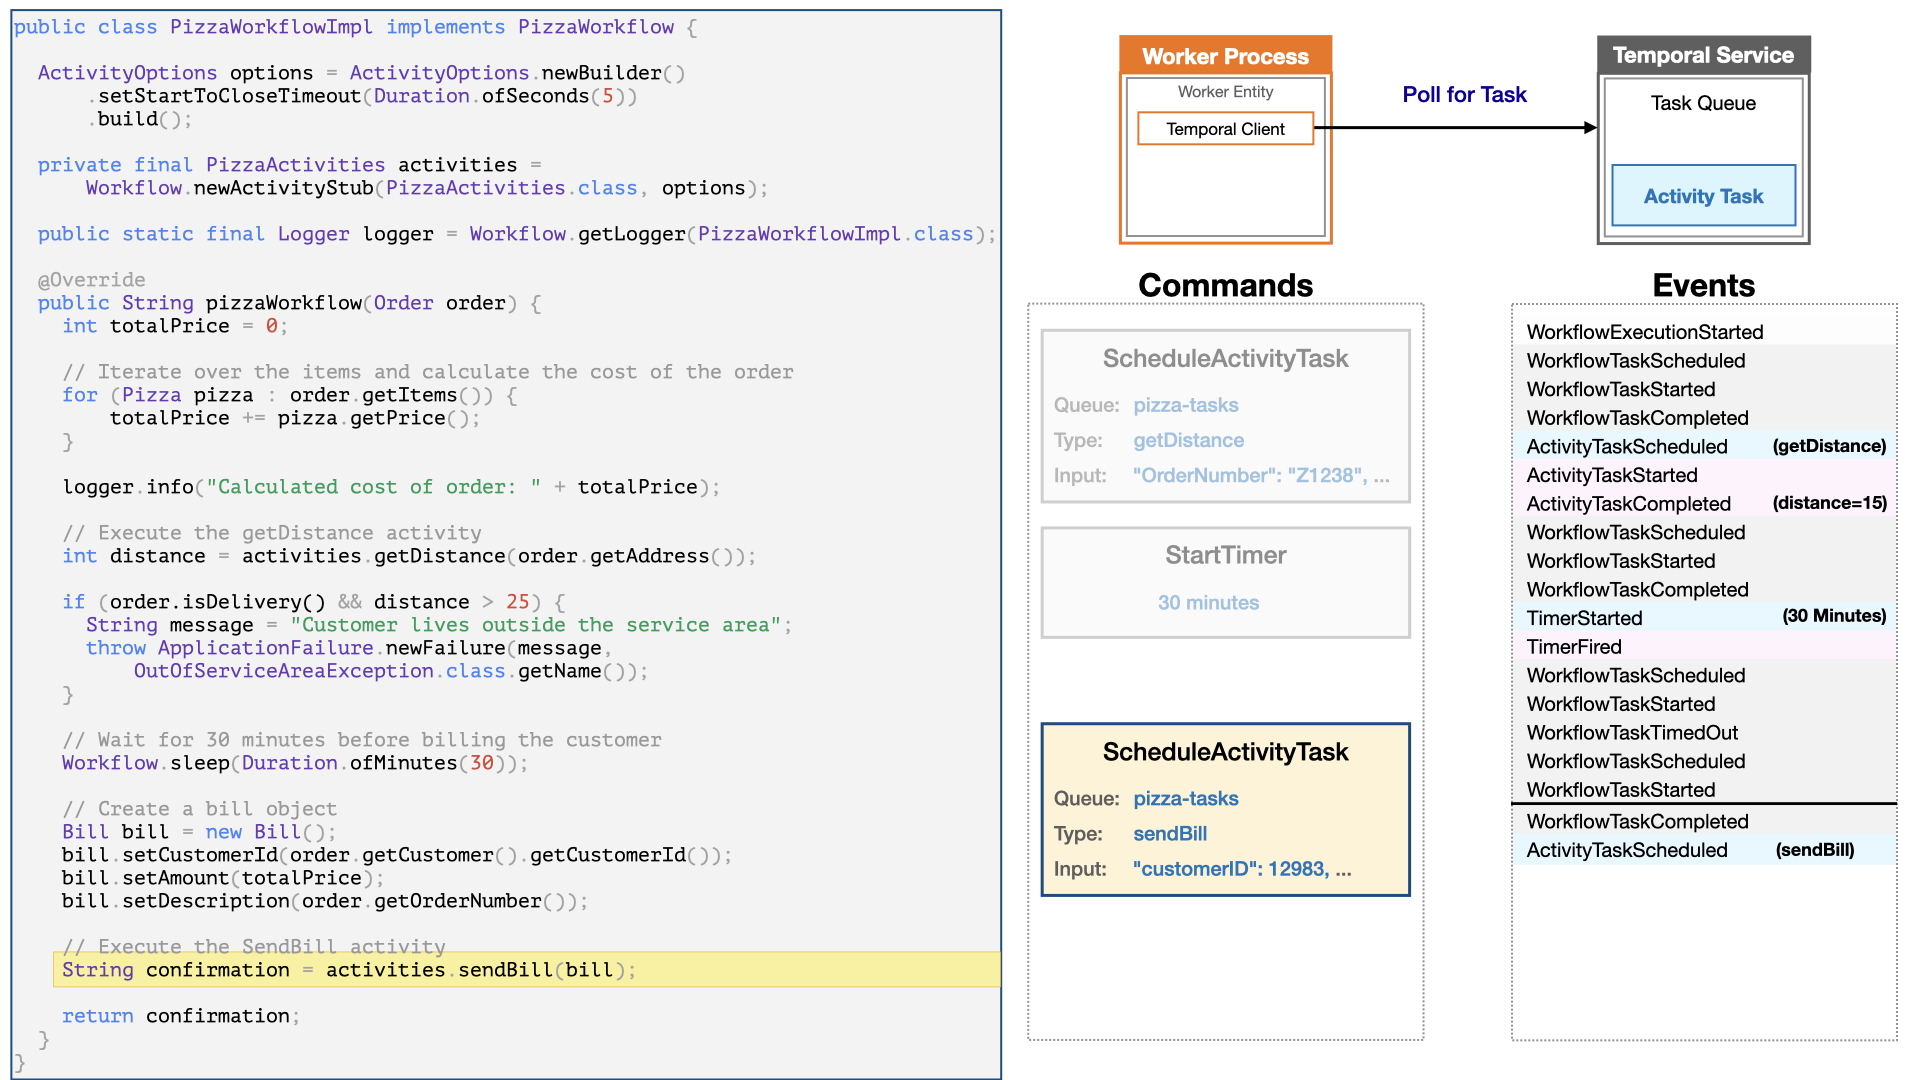 public class PizzaWorkflowImpl implements PizzaWorkflow {
ActivityOptions options = ActivityOptions.newBuilder()
.setStartToCloseTimeout(Duration.ofSeconds(5))
.build();
private final PizzaActivities activities =
Workflow.newActivityStub(PizzaActivities.class, options);
public static final Logger logger = Workflow.getLogger(PizzaWorkflowImpl.class);
@Override
public String pizzaWorkflow(Order order) {
int totalPrice = 0;
// Iterate over the items and calculate the cost of the order
for (Pizza pizza : order.getItems()) {
totalPrice += pizza.getPrice();
}
logger.info("Calculated cost of order: " + totalPrice);
// Execute the getDistance activity
int distance = activities.getDistance(order.getAddress());
if (order.isDelivery() && distance > 25) {
String message = "Customer lives outside the service area";
throw ApplicationFailure.newFailure(message,
OutOfServiceAreaException.class.getName());
}
// Wait for 30 minutes before billing the customer
Workflow.sleep(Duration.ofMinutes(30));
// Create a bill object
Bill bill = new Bill();
bill.setCustomerId(order.getCustomer().getCustomerId());
bill.setAmount(totalPrice);
bill.setDescription(order.getOrderNumber());
// Execute the SendBill activity
String confirmation = activities.sendBill(bill);
return confirmation;
}
}
Worker Process
Worker Entity
Temporal Client
Poll for Task
Temporal Service
Task Queue
Activity Task
Commands
ScheduleActivityTask
Queue: pizza-tasks
Type: getDistance
Input: "OrderNumber": "Z1238", ...
StartTimer
30 minutes
ScheduleActivityTask
Queue: pizza-tasks
Type: sendBill
Input: "customerID": 12983, ...
Events
WorkflowExecutionStarted
WorkflowTaskScheduled
WorkflowTaskStarted
WorkflowTaskCompleted
ActivityTaskScheduled (getDistance)
ActivityTaskStarted
ActivityTaskCompleted (distance=15)
WorkflowTaskScheduled
WorkflowTaskStarted
WorkflowTaskCompleted
TimerStarted (30 Minutes)
TimerFired
WorkflowTaskScheduled
WorkflowTaskStarted
WorkflowTaskTimedOut
WorkflowTaskScheduled
WorkflowTaskStarted
WorkflowTaskCompleted
ActivityTaskScheduled (sendBill)